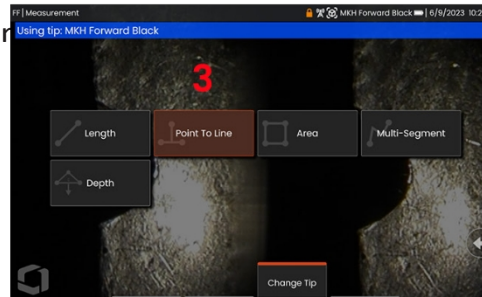 FF | Measurement MKH Forward Black | 6/9/2023 10:2
Using tip: MKH Forward Black
3
Length Point To Line Area Multi-Segment
Depth
Change Tip